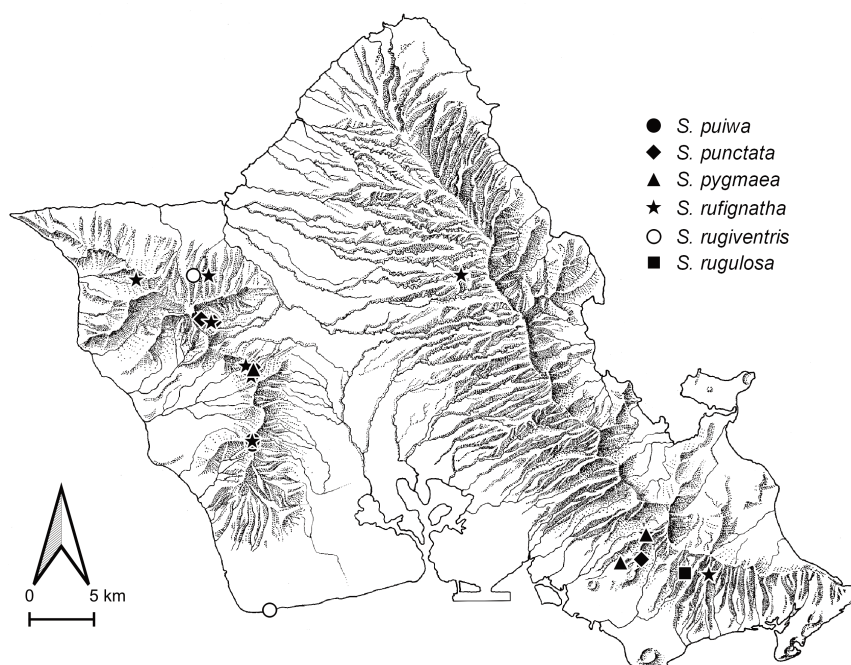 S. puiwa
S. punctata
S. pygmaea
S. rufignatha
S. rugiventris
S. rugulosa
0 5 km